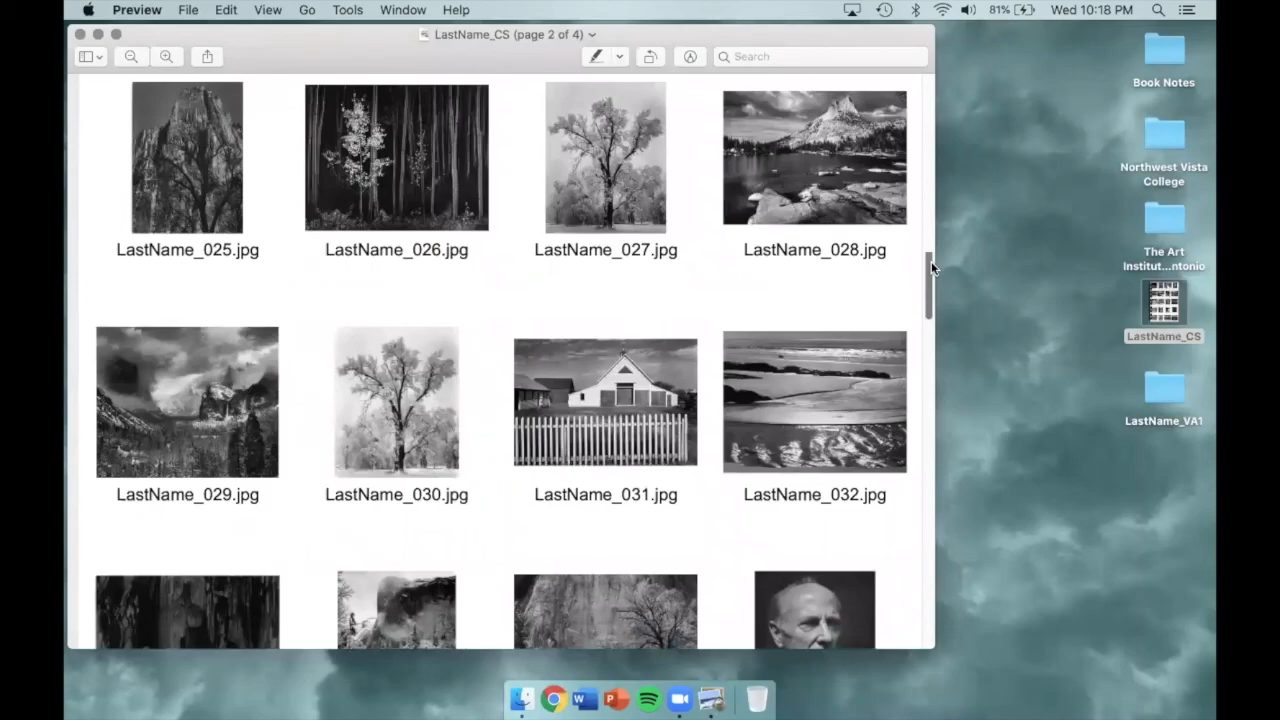 Preview File Edit View Go Tools Window Help 81% Wed 10:18 PM
LastName_CS (page 2 of 4)
Search
LastName_025.jpg LastName_026.jpg LastName_027.jpg LastName_028.jpg
LastName_029.jpg LastName_030.jpg LastName_031.jpg LastName_032.jpg
Book Notes
Northwest Vista
College
The Art
Institut...ntonio
LastName_CS
LastName_VA1
W
P